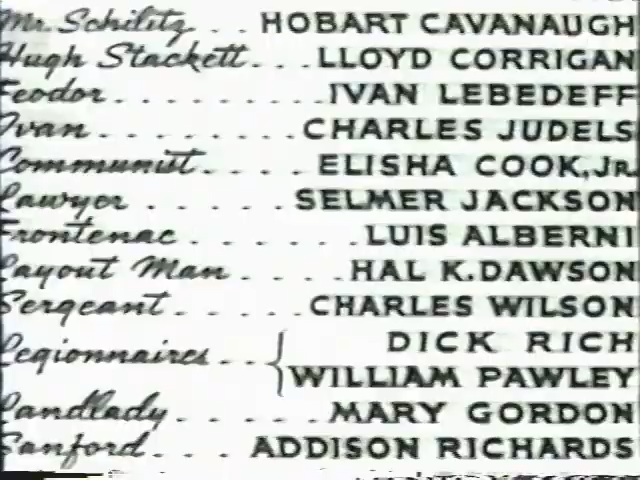 Mr. Schilitz . . HOBART CAVANAUGH
Hugh Stackett . . . LLOYD CORRIGAN
Feodor . . . . . . . . . IVAN LEBEDEFF
Ivan . . . . . . . . CHARLES JUDELS
Communist . . . . ELISHA COOK, Jr.
Lawyer . . . . . SELMER JACKSON
Frontenac . . . . . . LUIS ALBERNI
Layout Man . . . . HAL K. DAWSON
Sergeant . . . . . CHARLES WILSON
Legionnaires . . { DICK RICH
WILLIAM PAWLEY
Landlady . . . . . MARY GORDON
Sanford . . . ADDISON RICHARDS